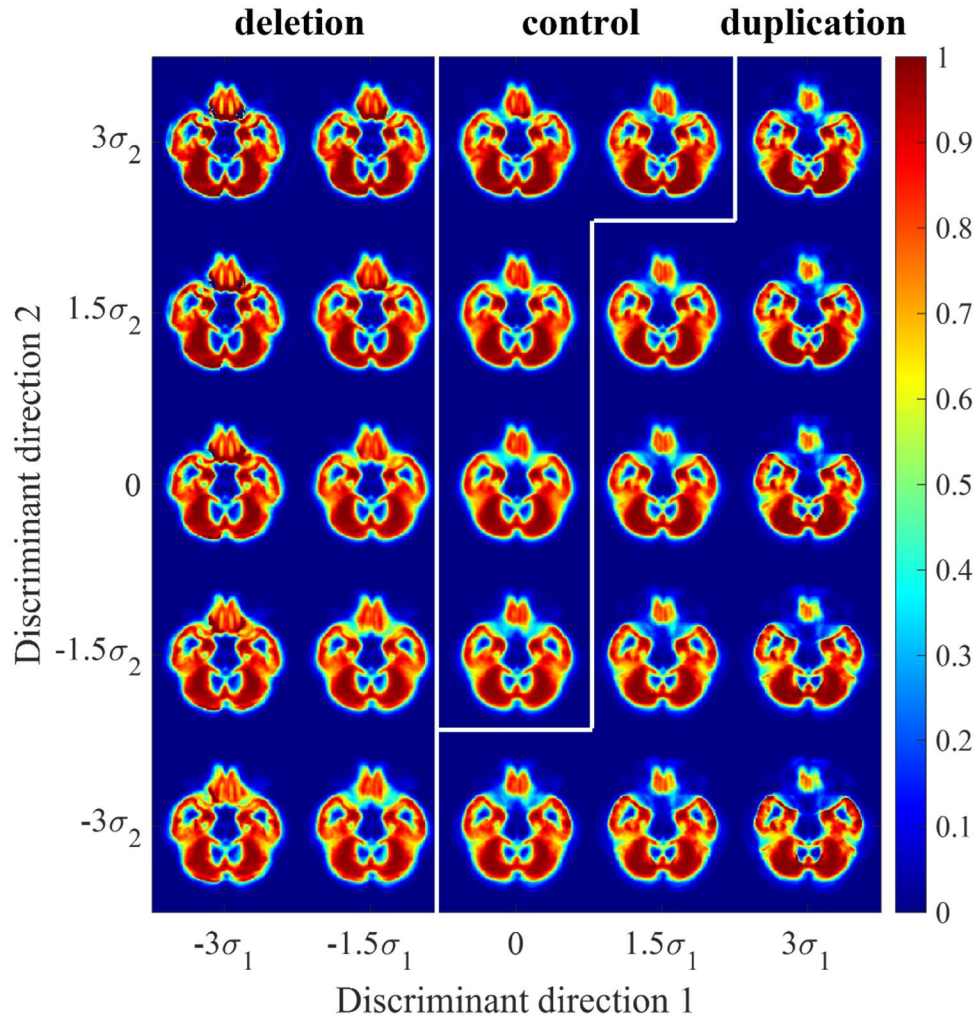 deletion control duplication
1
0.9
0.8
0.7
0.6
0.5
0.4
0.3
0.2
0.1
0
Discriminant direction 2
3σ₂
1.5σ₂
0
-1.5σ₂
-3σ₂
-3σ₁ -1.5σ₁ 0 1.5σ₁ 3σ₁
Discriminant direction 1